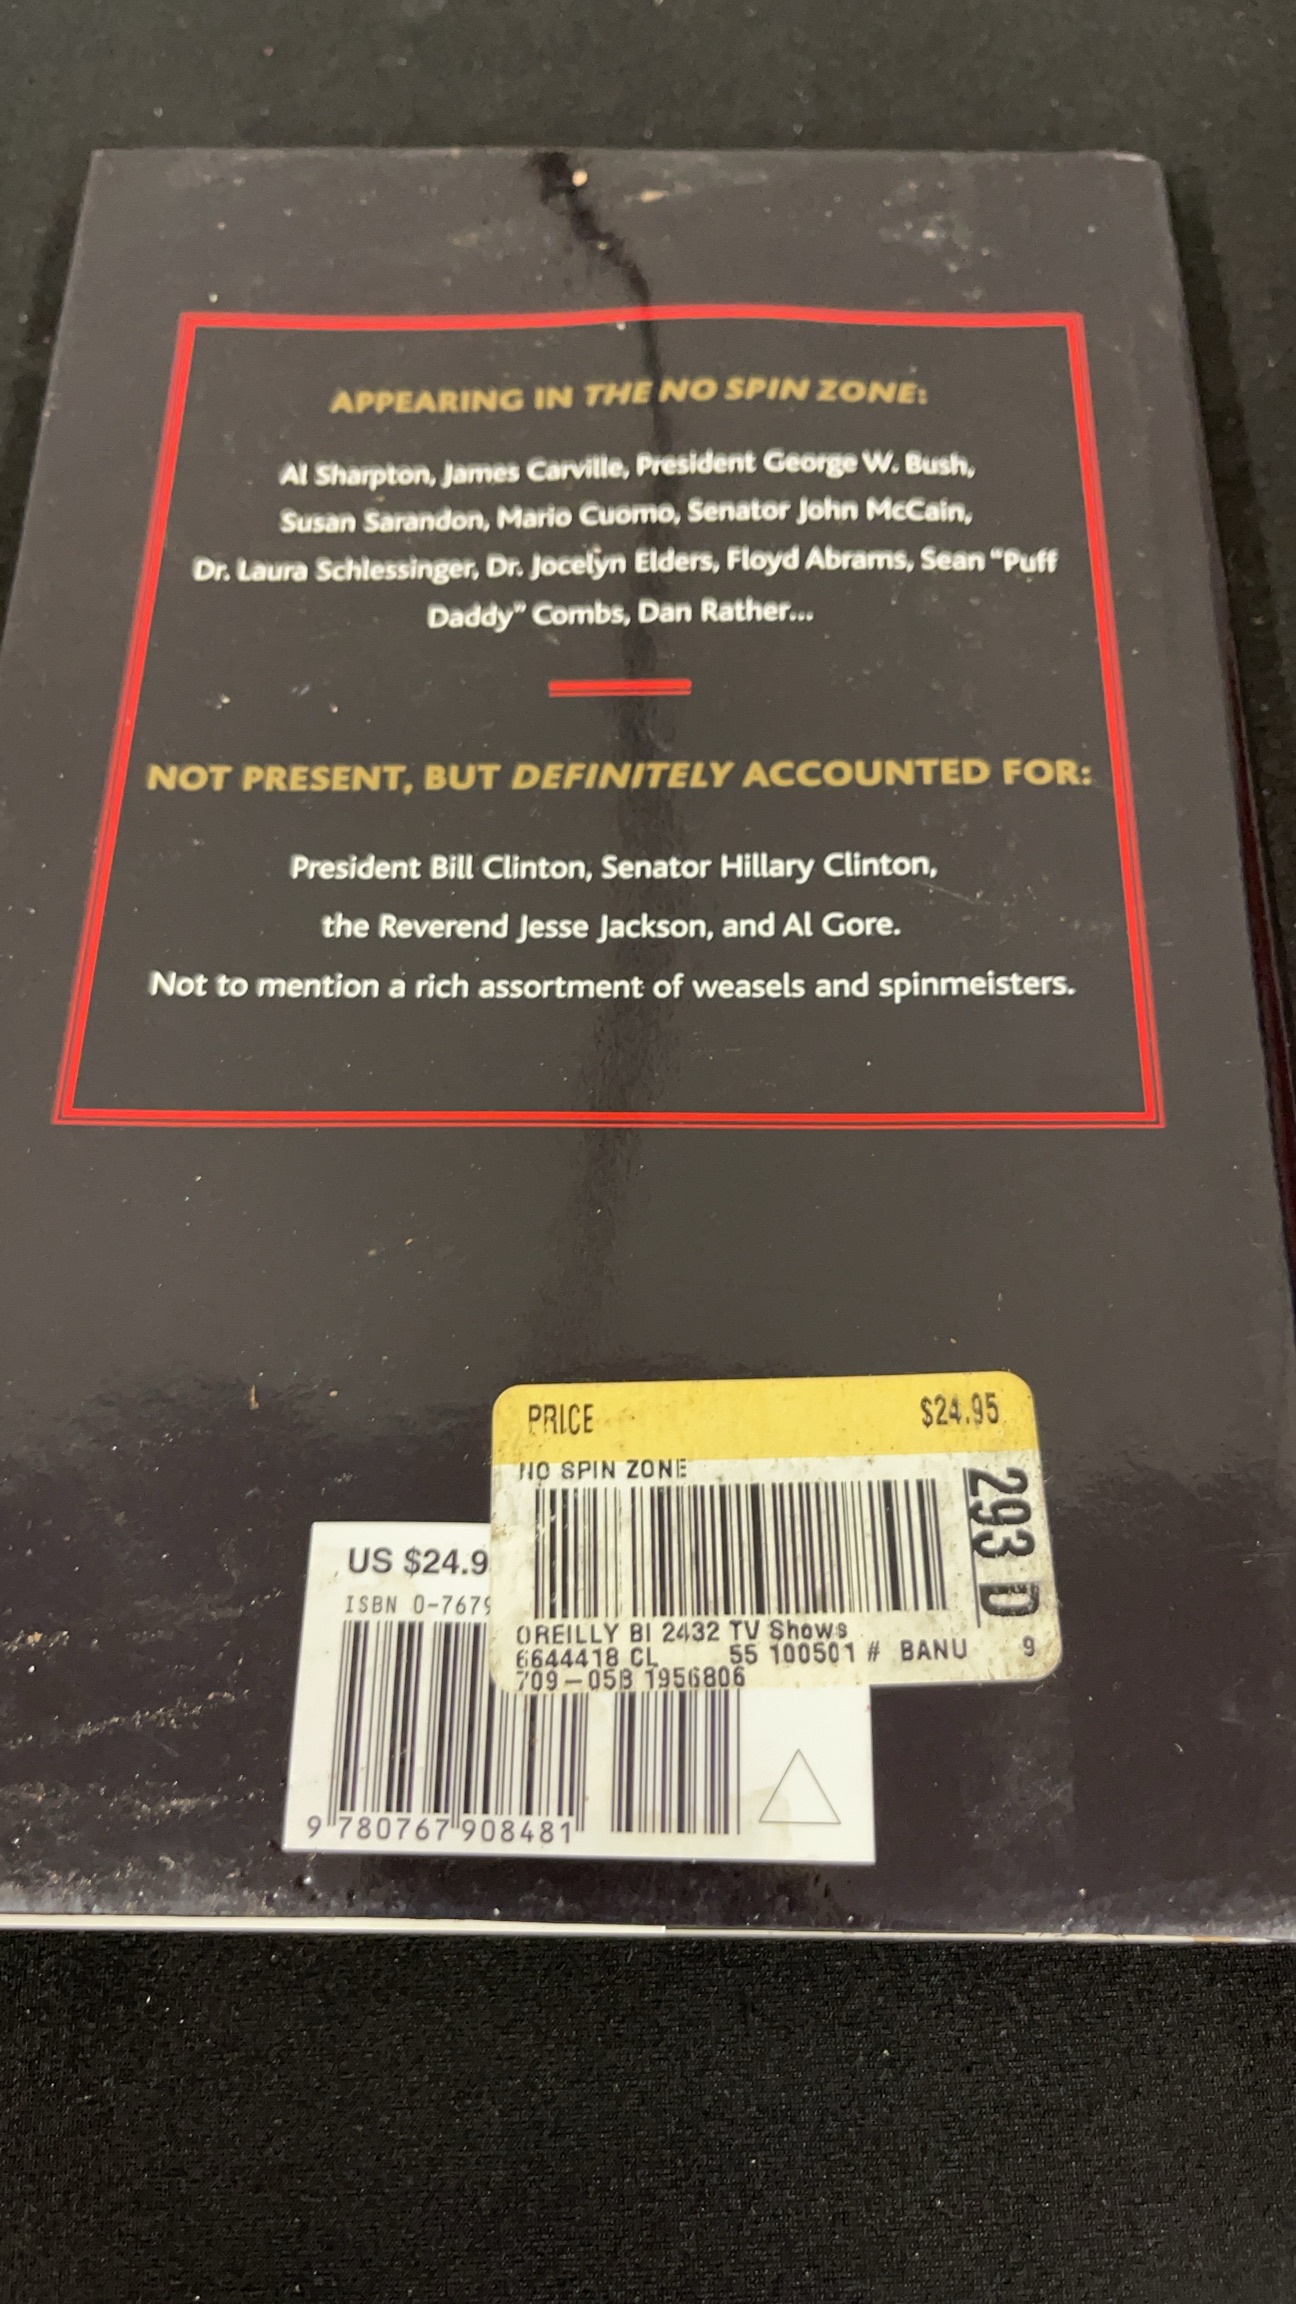 APPEARING IN THE NO SPIN ZONE:
Al Sharpton, James Carville, President George W. Bush,
Susan Sarandon, Mario Cuomo, Senator John McCain,
Dr. Laura Schlessinger, Dr. Jocelyn Elders, Floyd Abrams, Sean “Puff
Daddy” Combs, Dan Rather...
NOT PRESENT, BUT DEFINITELY ACCOUNTED FOR:
President Bill Clinton, Senator Hillary Clinton,
the Reverend Jesse Jackson, and Al Gore.
Not to mention a rich assortment of weasels and spinmeisters.
PRICE $24.95
NO SPIN ZONE
293 D
OREILLY BI 2432 TV Shows
6644418 CL 55 100501 # BANU 9
709-05B 1956806
US $24.9
ISBN 0-7679
9 780767 908481